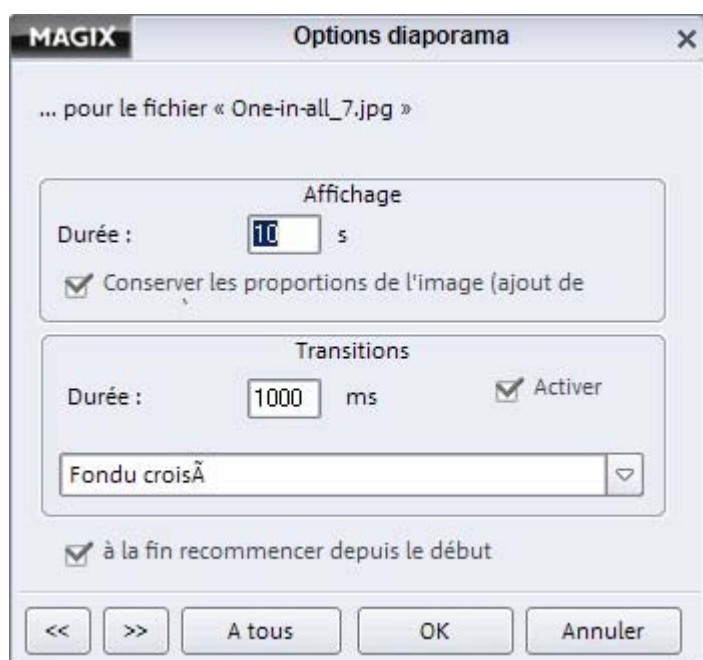 MAGIX Options diaporama
... pour le fichier « One-in-all_7.jpg »
Affichage
Durée : 10 s
Conserver les proportions de l'image (ajout de
Transitions
Durée : 1000 ms Activer
Fondu croisÃ
à la fin recommencer depuis le début
<< >> A tous OK Annuler